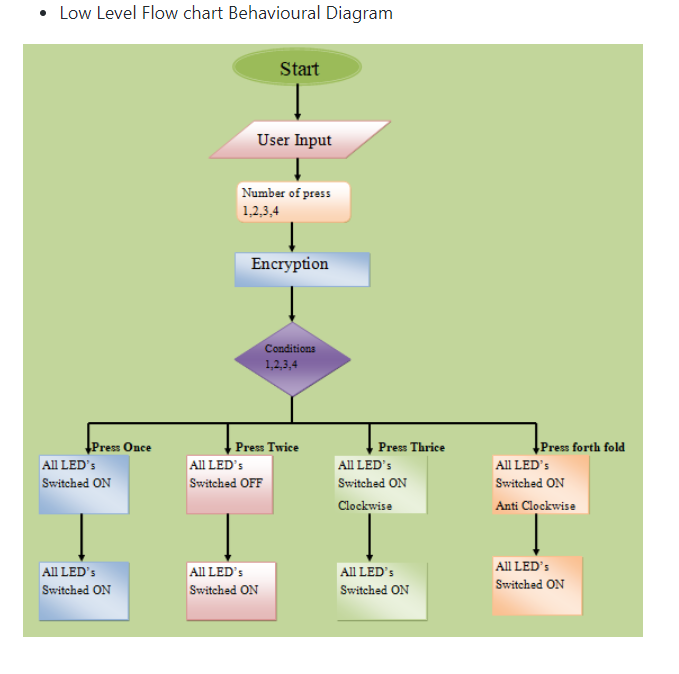 Low Level Flow chart Behavioural Diagram
Start
User Input
Number of press
1,2,3,4
Encryption
Conditions
1,2,3,4
Press Once
Press Twice
Press Thrice
Press forth fold
All LED's
Switched ON
All LED's
Switched OFF
All LED's
Switched ON
Clockwise
All LED's
Switched ON
Anti Clockwise
All LED's
Switched ON
All LED's
Switched ON
All LED's
Switched ON
All LED's
Switched ON